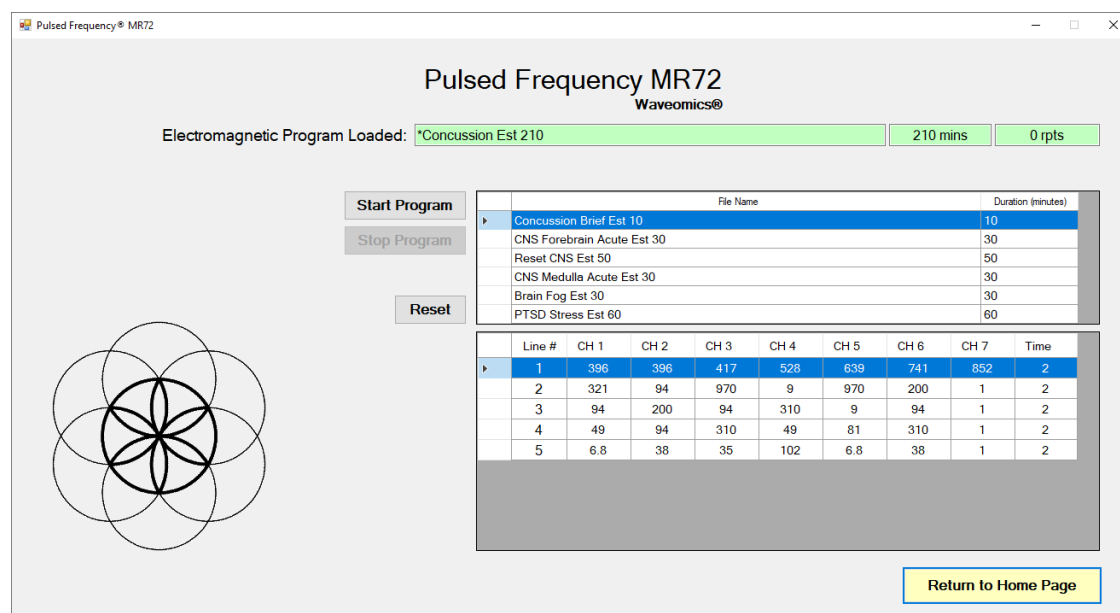 Pulsed Frequency® MR72
Pulsed Frequency MR72
Waveomics®
Electromagnetic Program Loaded: *Concussion Est 210 210 mins 0 rpts
Start Program
Stop Program
Reset
File Name Duration (minutes)
Concussion Brief Est 10 10
CNS Forebrain Acute Est 30 30
Reset CNS Est 50 50
CNS Medulla Acute Est 30 30
Brain Fog Est 30 30
PTSD Stress Est 60 60
Line # CH 1 CH 2 CH 3 CH 4 CH 5 CH 6 CH 7 Time
1 396 396 417 528 639 741 852 2
2 321 94 970 9 970 200 1 2
3 94 200 94 310 9 94 1 2
4 49 94 310 49 81 310 1 2
5 6.8 38 35 102 6.8 38 1 2
Return to Home Page